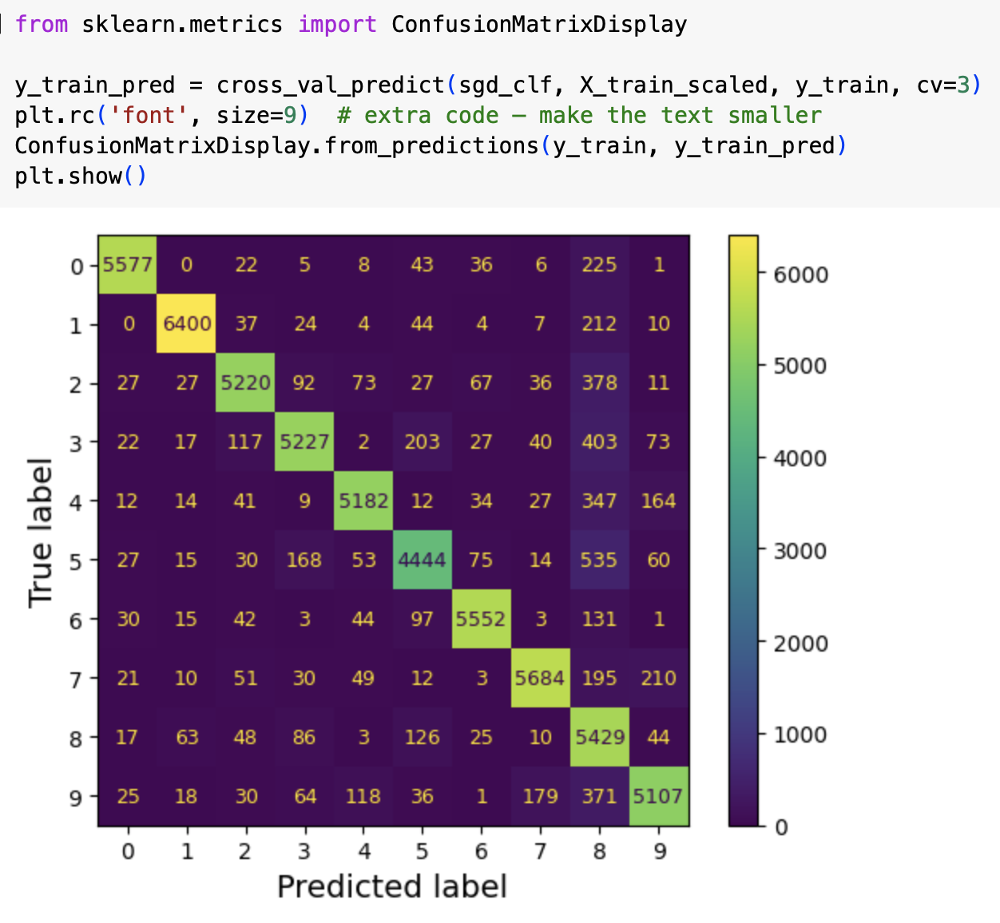 from sklearn.metrics import ConfusionMatrixDisplay
y_train_pred = cross_val_predict(sgd_clf, X_train_scaled, y_train, cv=3)
plt.rc('font', size=9)  # extra code – make the text smaller
ConfusionMatrixDisplay.from_predictions(y_train, y_train_pred)
plt.show()
0 5577 0 22 5 8 43 36 6 225 1
1 0 6400 37 24 4 44 4 7 212 10
2 27 27 5220 92 73 27 67 36 378 11
3 22 17 117 5227 2 203 27 40 403 73
4 12 14 41 9 5182 12 34 27 347 164
5 27 15 30 168 53 4444 75 14 535 60
6 30 15 42 3 44 97 5552 3 131 1
7 21 10 51 30 49 12 3 5684 195 210
8 17 63 48 86 3 126 25 10 5429 44
9 25 18 30 64 118 36 1 179 371 5107
0 1 2 3 4 5 6 7 8 9
True label
Predicted label
6000
5000
4000
3000
2000
1000
0